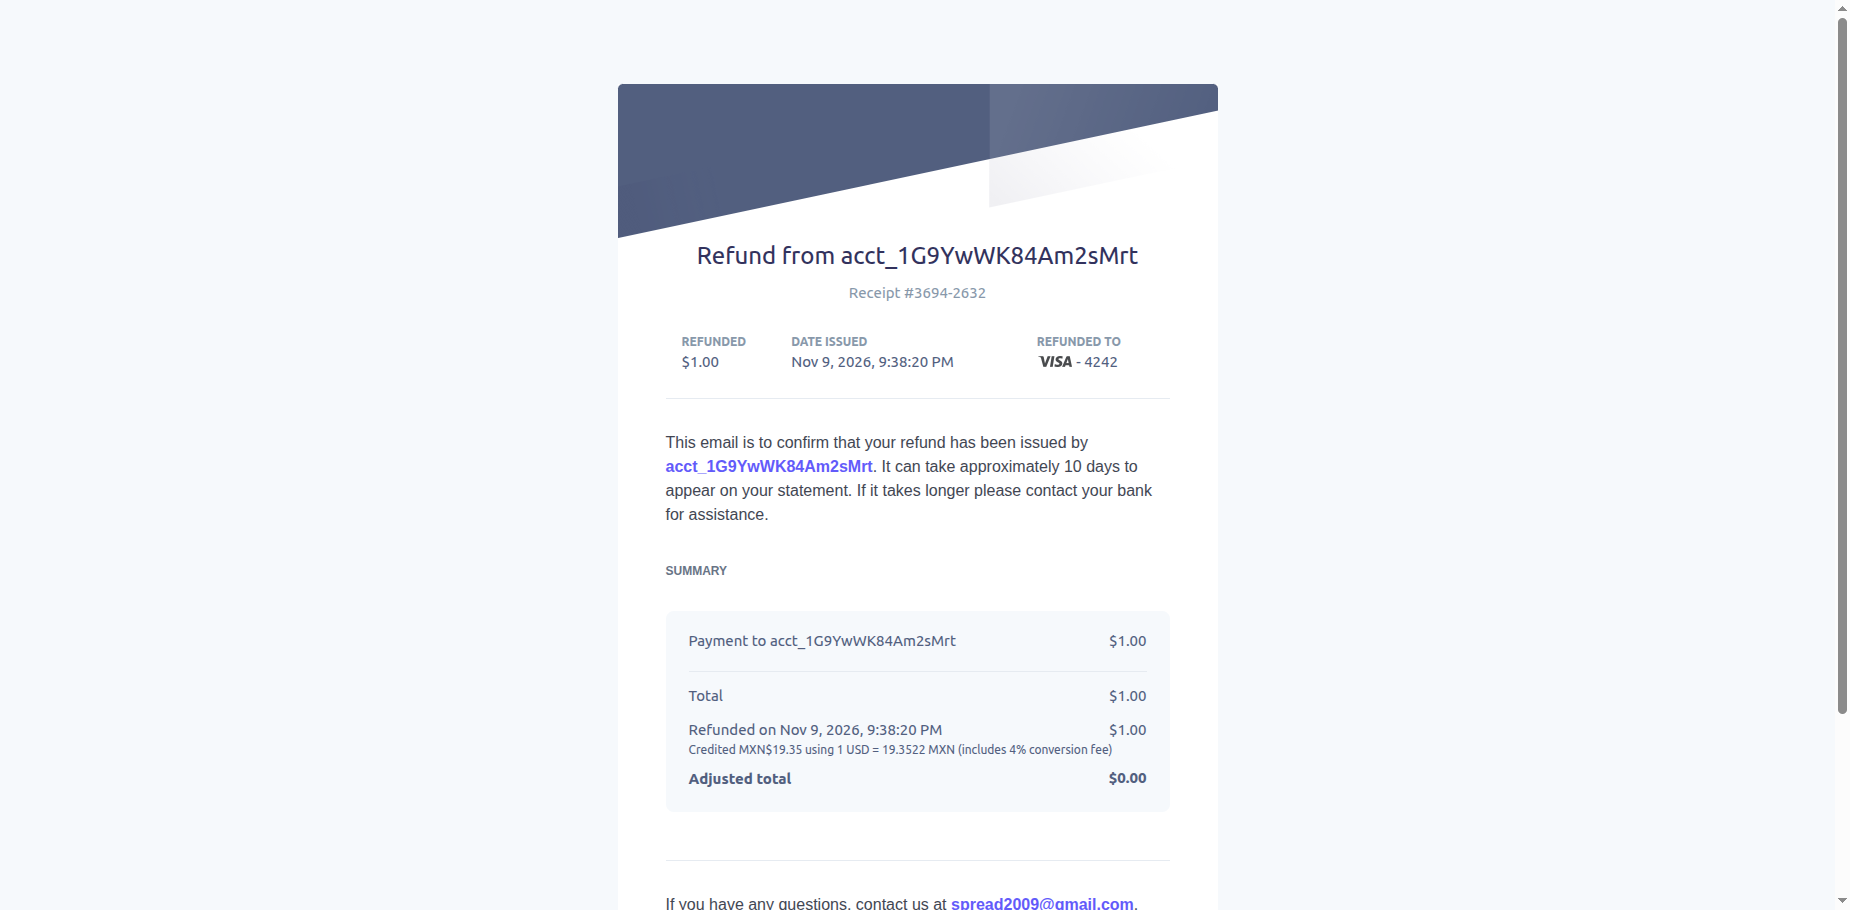 Refund from acct_1G9YwWK84Am2sMrt
Receipt #3694-2632
REFUNDED DATE ISSUED REFUNDED TO
$1.00 Nov 9, 2026, 9:38:20 PM VISA - 4242
This email is to confirm that your refund has been issued by
acct_1G9YwWK84Am2sMrt. It can take approximately 10 days to
appear on your statement. If it takes longer please contact your bank
for assistance.
SUMMARY
Payment to acct_1G9YwWK84Am2sMrt $1.00
Total $1.00
Refunded on Nov 9, 2026, 9:38:20 PM $1.00
Credited MXN$19.35 using 1 USD = 19.3522 MXN (includes 4% conversion fee)
Adjusted total $0.00
If you have any questions, contact us at spread2009@gmail.com.